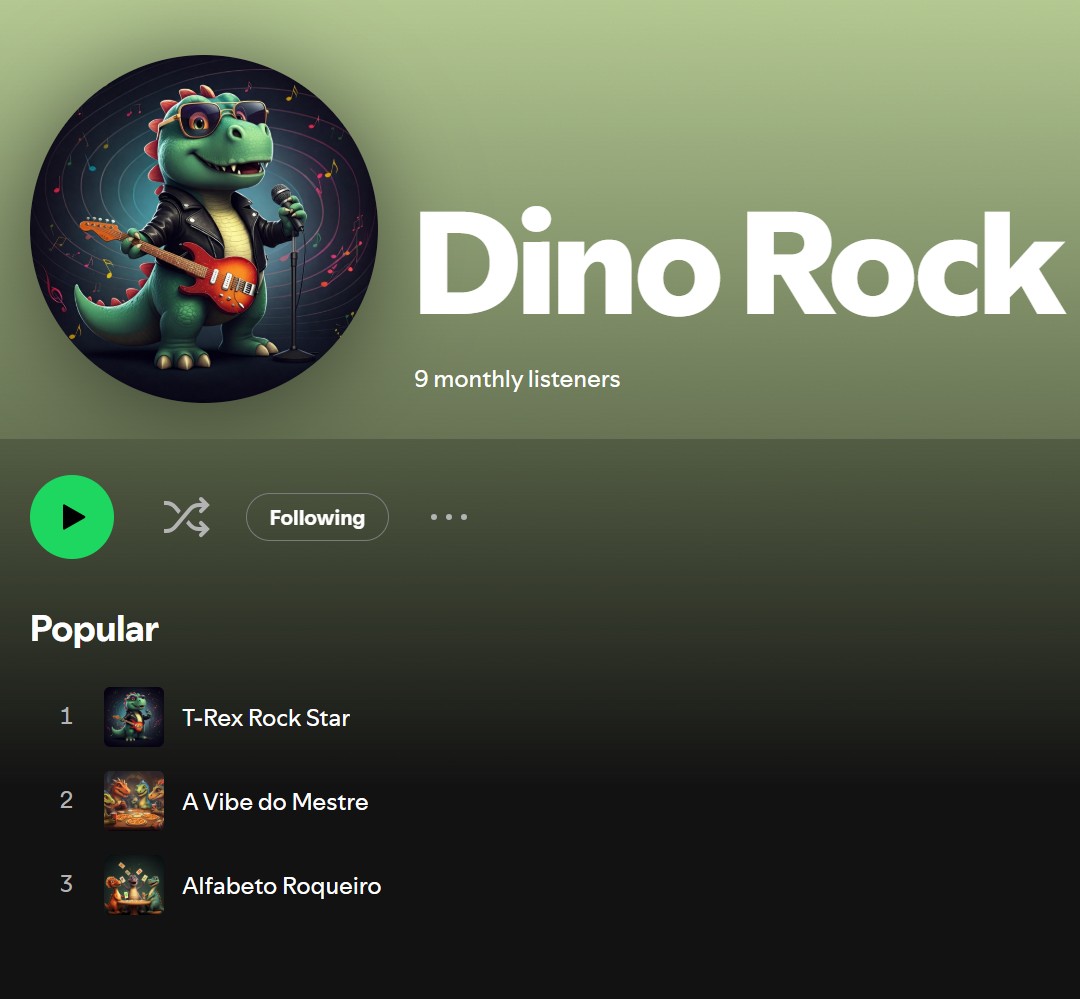 Dino Rock
9 monthly listeners
Following
Popular
1 T-Rex Rock Star
2 A Vibe do Mestre
3 Alfabeto Roqueiro